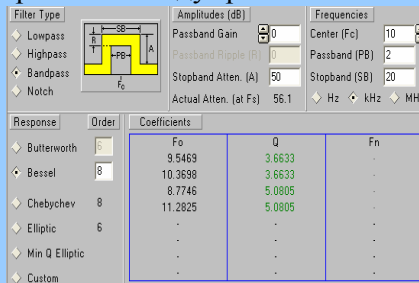 Filter Type
Lowpass
Highpass
Bandpass
Notch
SB
R
PB
A
Fc
Amplitudes (dB)
Passband Gain 0
Passband Ripple (R) 0
Stopband Atten. (A) 50
Actual Atten. (at Fs) 56.1
Frequencies
Center (Fc) 10
Passband (PB) 2
Stopband (SB) 20
Hz kHz MH
Response Order
Butterworth 6
Bessel 8
Chebychev 8
Elliptic 6
Min Q Elliptic
Custom
Coefficients
Fo Q Fn
9.5469 3.6633 -
10.3698 3.6633 -
8.7746 5.0805 -
11.2825 5.0805 -